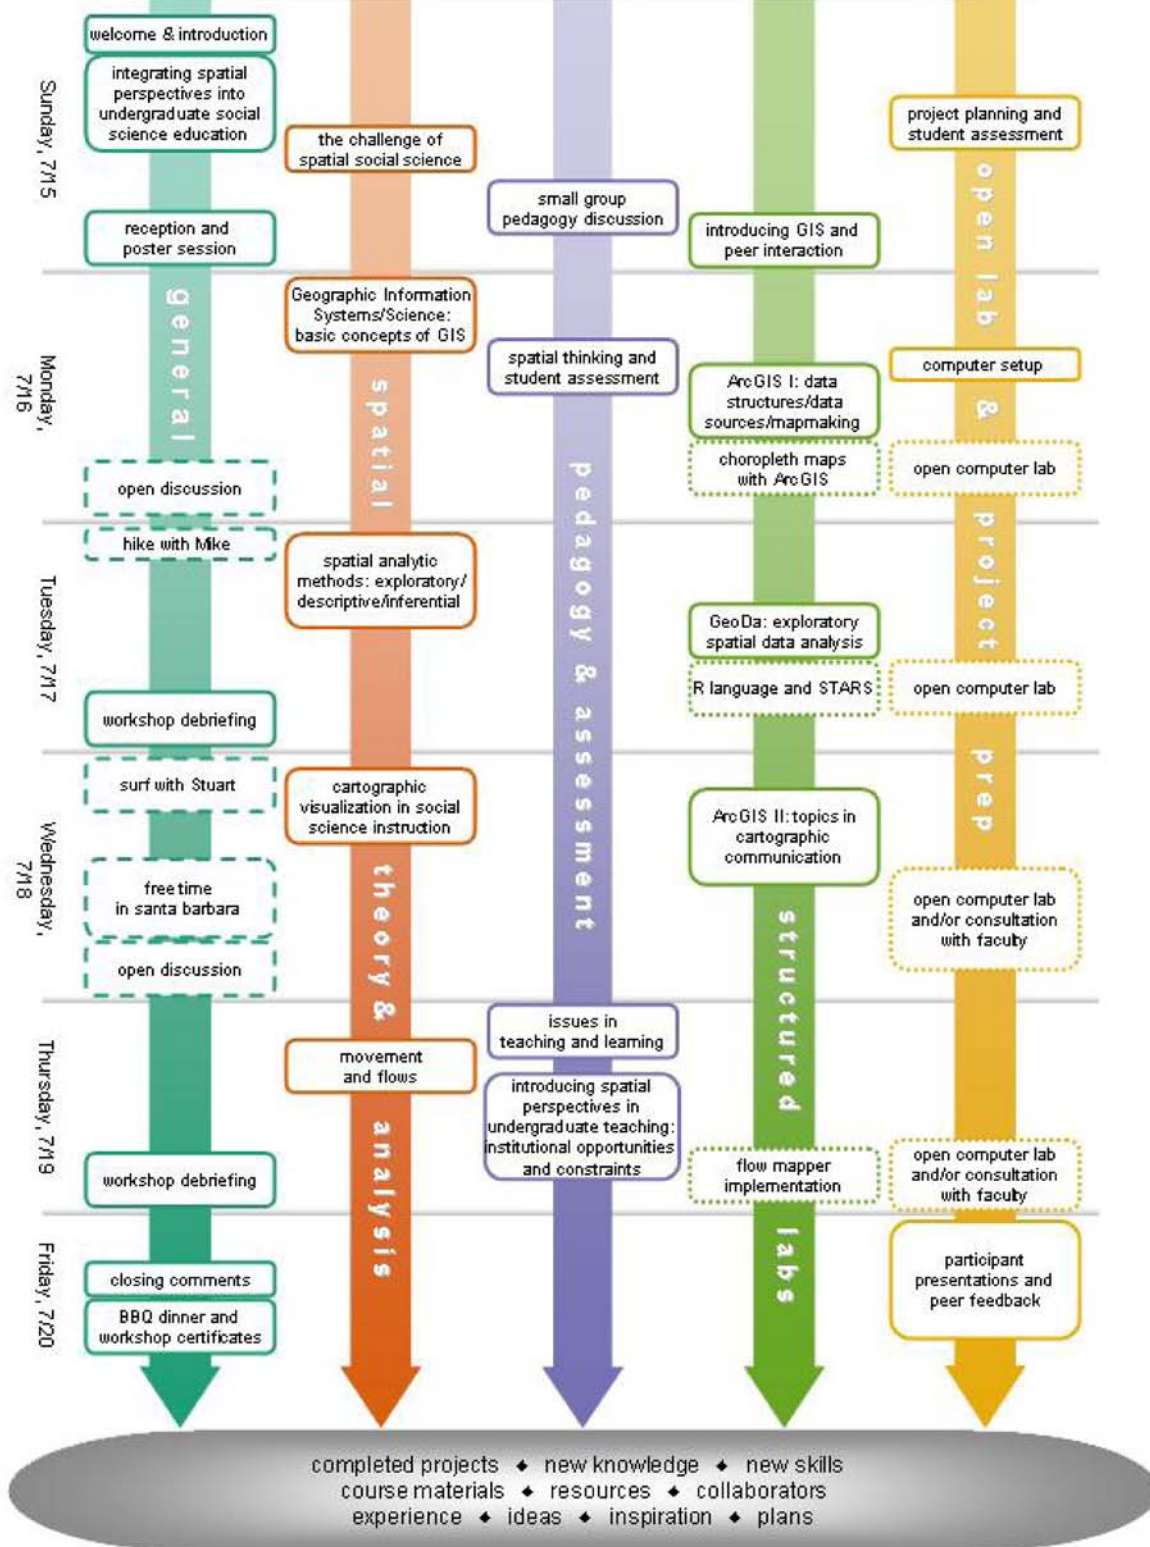 Sunday, 7/15
welcome & introduction
integrating spatial
perspectives into
undergraduate social
science education
the challenge of
spatial social science
small group
pedagogy discussion
project planning and
student assessment
reception and
poster session
introducing GIS and
peer interaction
Monday,
7/16
Geographic Information
Systems/Science:
basic concepts of GIS
spatial thinking and
student assessment
ArcGIS I: data
structures/data
sources/mapmaking
choropleth maps
with ArcGIS
computer setup
open computer lab
open discussion
Tuesday, 7/17
hike with Mike
spatial analytic
methods: exploratory/
descriptive/inferential
GeoDa: exploratory
spatial data analysis
R language and STARS
open computer lab
workshop debriefing
Wednesday,
7/18
surf with Stuart
cartographic
visualization in social
science instruction
ArcGIS II: topics in
cartographic
communication
free time
in santa barbara
open computer lab
and/or consultation
with faculty
open discussion
Thursday, 7/19
issues in
teaching and learning
movement
and flows
introducing spatial
perspectives in
undergraduate teaching:
institutional opportunities
and constraints
workshop debriefing
flow mapper
implementation
open computer lab
and/or consultation
with faculty
Friday, 7/20
closing comments
BBQ dinner and
workshop certificates
participant
presentations and
peer feedback
general
spatial theory & analysis
pedagogy & assessment
structured labs
open lab & project prep
completed projects ◆ new knowledge ◆ new skills
course materials ◆ resources ◆ collaborators
experience ◆ ideas ◆ inspiration ◆ plans